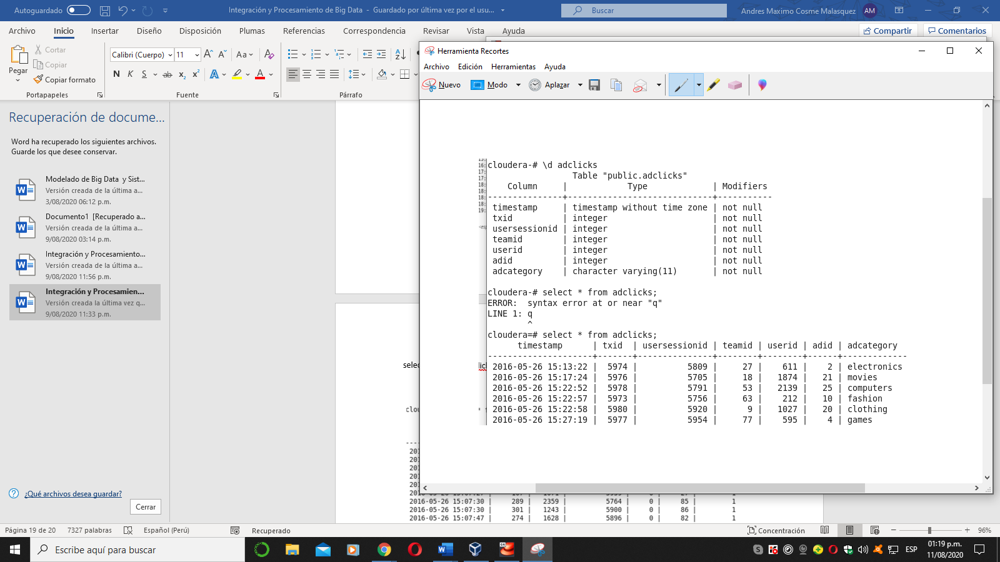 Autoguardado
Integración y Procesamiento de Big Data - Guardado por última vez por el usu...
Buscar
Andres Maximo Cosme Malasquez AM
Archivo Inicio Insertar Diseño Disposición Plumas Referencias Correspondencia Revisar Vista Ayuda
Compartir Comentarios
Pegar
Cortar
Copiar
Copiar formato
Portapapeles
Calibri (Cuerpo) 11
N K S ab x₂ x²
Fuente
Párrafo
Recuperación de docume...
Word ha recuperado los siguientes archivos.
Guarde los que desee conservar.
Modelado de Big Data y Sist...
Versión creada de la última a...
3/08/2020 06:12 p.m.
Documento1 [Recuperado a...
Versión creada de la última a...
9/08/2020 03:14 p.m.
Integración y Procesamiento...
Versión creada de la última a...
9/08/2020 11:56 p.m.
Integración y Procesamien...
Versión creada la última vez q...
9/08/2020 11:33 p.m.
¿Qué archivos desea guardar?
Cerrar
Herramienta Recortes
Archivo Edición Herramientas Ayuda
Nuevo Modo Aplazar
cloudera-# \d adclicks
Table "public.adclicks"
Column | Type | Modifiers
---------------+-----------------------------+-----------
timestamp | timestamp without time zone | not null
txid | integer | not null
usersessionid | integer | not null
teamid | integer | not null
userid | integer | not null
adid | integer | not null
adcategory | character varying(11) | not null
cloudera-# select * from adclicks;
ERROR: syntax error at or near "q"
LINE 1: q
^
cloudera=# select * from adclicks;
timestamp | txid | usersessionid | teamid | userid | adid | adcategory
---------------------+-------+---------------+--------+--------+------+-------------
2016-05-26 15:13:22 | 5974 | 5809 | 27 | 611 | 2 | electronics
2016-05-26 15:17:24 | 5976 | 5705 | 18 | 1874 | 21 | movies
2016-05-26 15:22:52 | 5978 | 5791 | 53 | 2139 | 25 | computers
2016-05-26 15:22:57 | 5973 | 5756 | 63 | 212 | 10 | fashion
2016-05-26 15:22:58 | 5980 | 5920 | 9 | 1027 | 20 | clothing
2016-05-26 15:27:19 | 5977 | 5954 | 77 | 595 | 4 | games
selec
clou
2016-05-26 15:07:30 | 289 | 2359 | 5764 | 0 | 85 | 1
2016-05-26 15:07:30 | 301 | 1243 | 5900 | 0 | 86 | 1
2016-05-26 15:07:47 | 274 | 1628 | 5896 | 0 | 82 | 1
Página 19 de 20 7327 palabras Español (Perú) Recuperado Concentración 96%
Escribe aquí para buscar
ESP
01:19 p.m.
11/08/2020